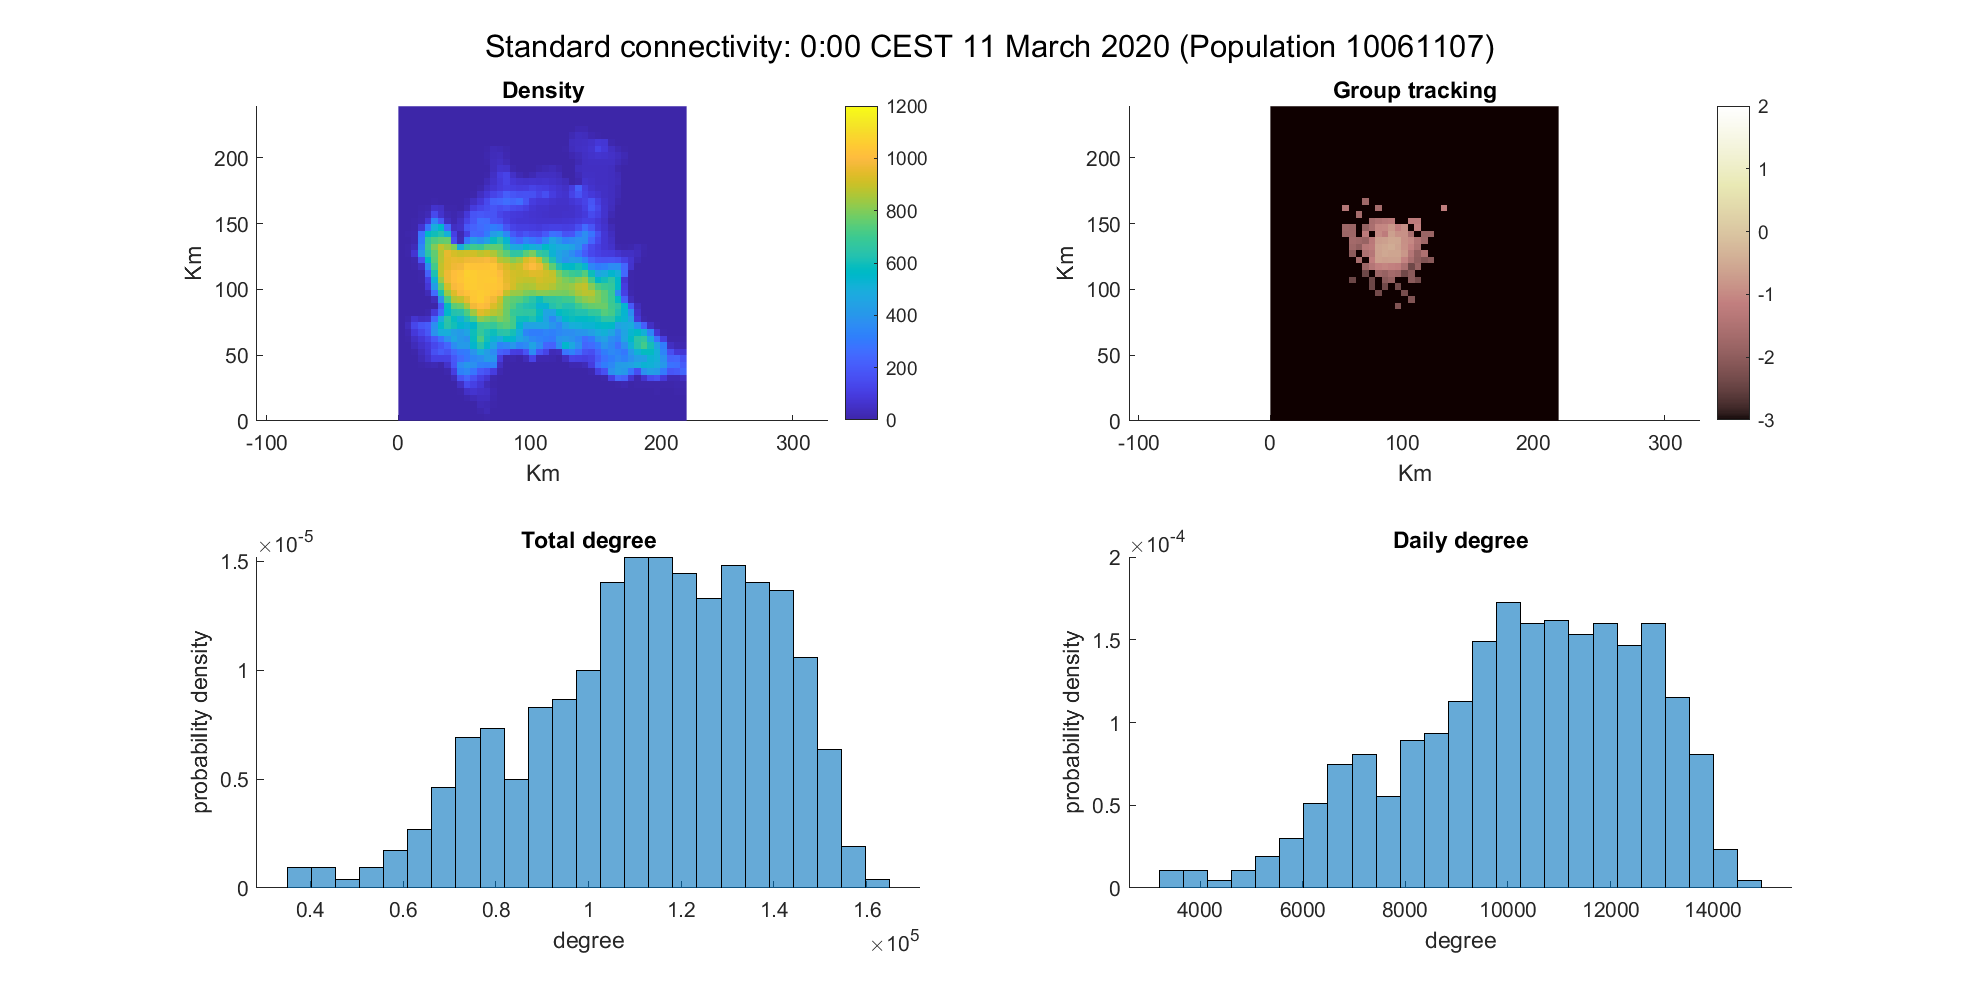 Standard connectivity: 0:00 CEST 11 March 2020 (Population 10061107)
Density
Km
200
150
100
50
0
-100 0 100 200 300
Km
1200
1000
800
600
400
200
0
Group tracking
Km
200
150
100
50
0
-100 0 100 200 300
Km
2
1
0
-1
-2
-3
Total degree
×10⁻⁵
probability density
1.5
1
0.5
0
0.4 0.6 0.8 1 1.2 1.4 1.6
degree
×10⁵
Daily degree
×10⁻⁴
probability density
2
1.5
1
0.5
0
4000 6000 8000 10000 12000 14000
degree